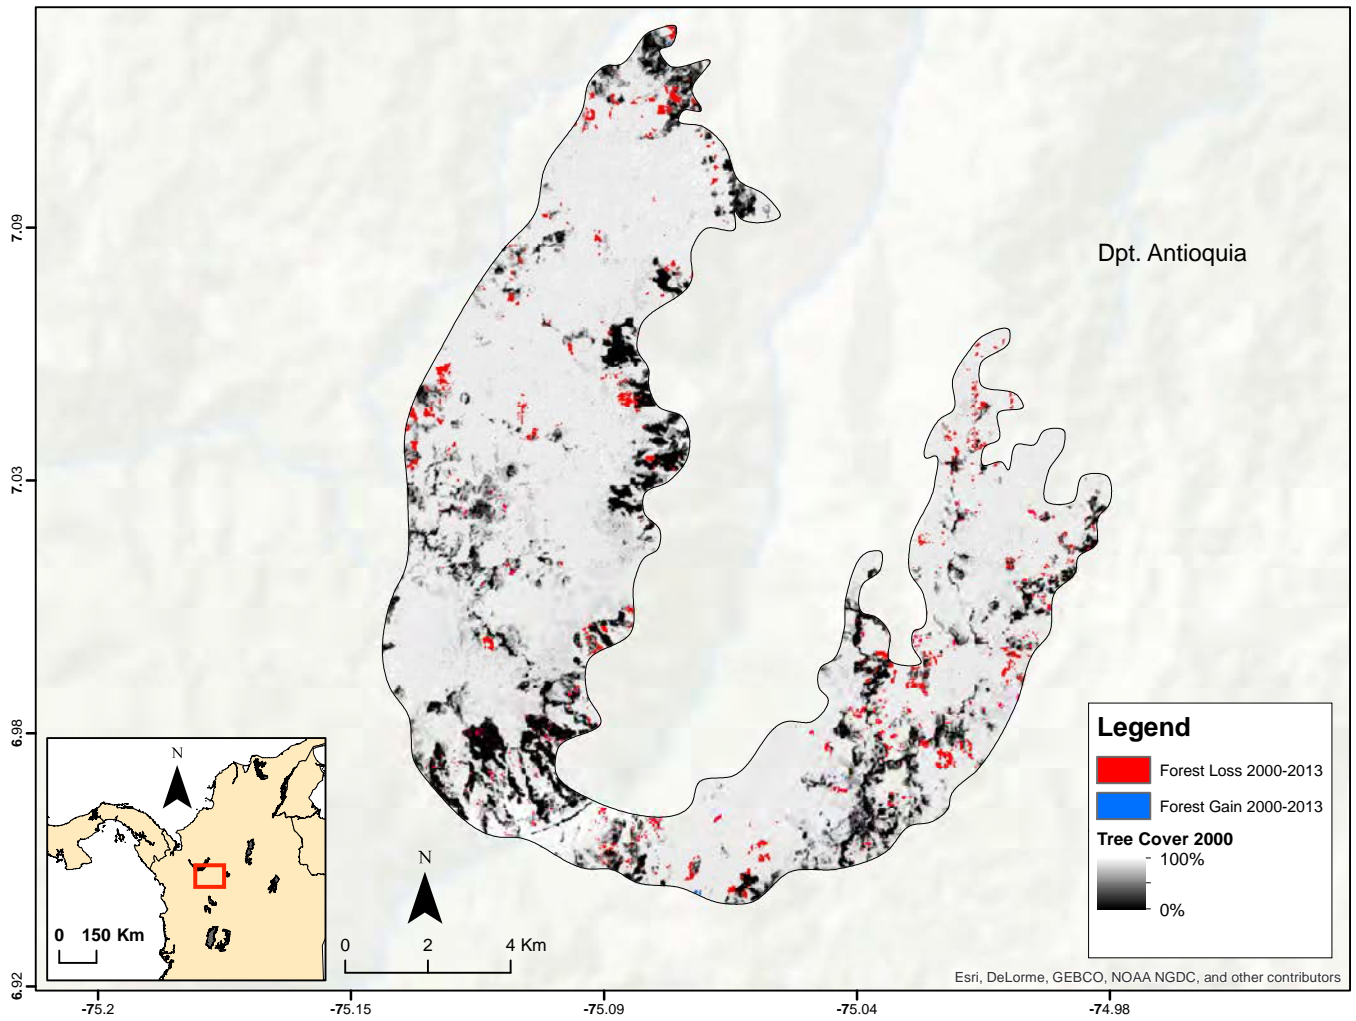 N
7.09
7.03
6.98
6.92
Dpt. Antioquia
Legend
Forest Loss 2000-2013
Forest Gain 2000-2013
Tree Cover 2000
100%
0%
N
0 150 Km
N
0 2 4 Km
Esri, DeLorme, GEBCO, NOAA NGDC, and other contributors
-75.2 -75.15 -75.09 -75.04 -74.98